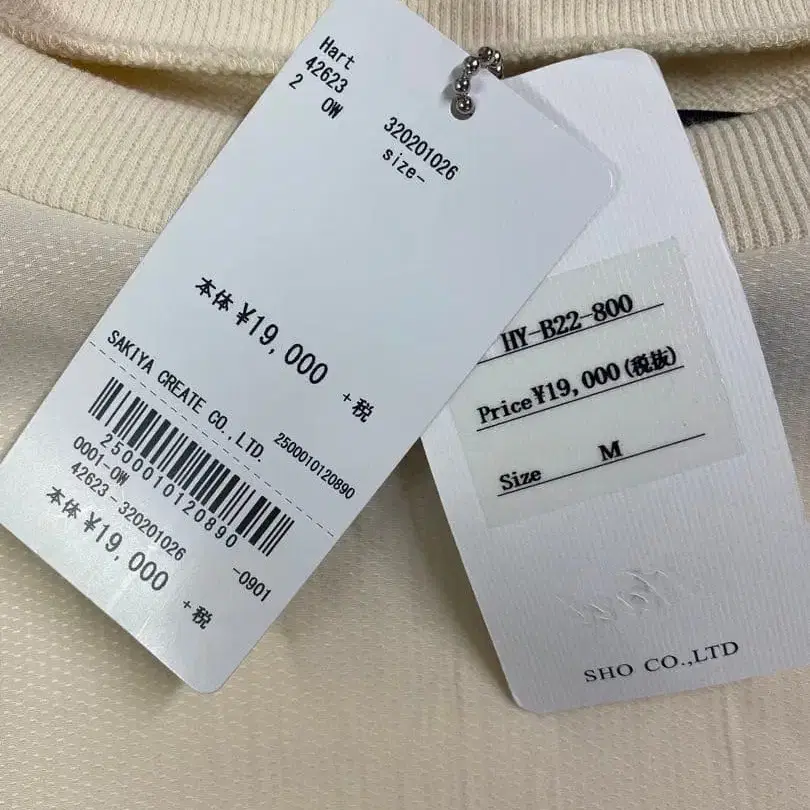 Hart
42623
2 OW
320201026
size-
本体 ¥19,000 +税
SAKIYA CREATE CO.,LTD.
2500010120890
2500010120890
0001-OW
42623-320201026 -0901
本体 ¥19,000 +税
HY-B22-800
Price ¥19,000(税抜)
Size M
SHO CO.,LTD